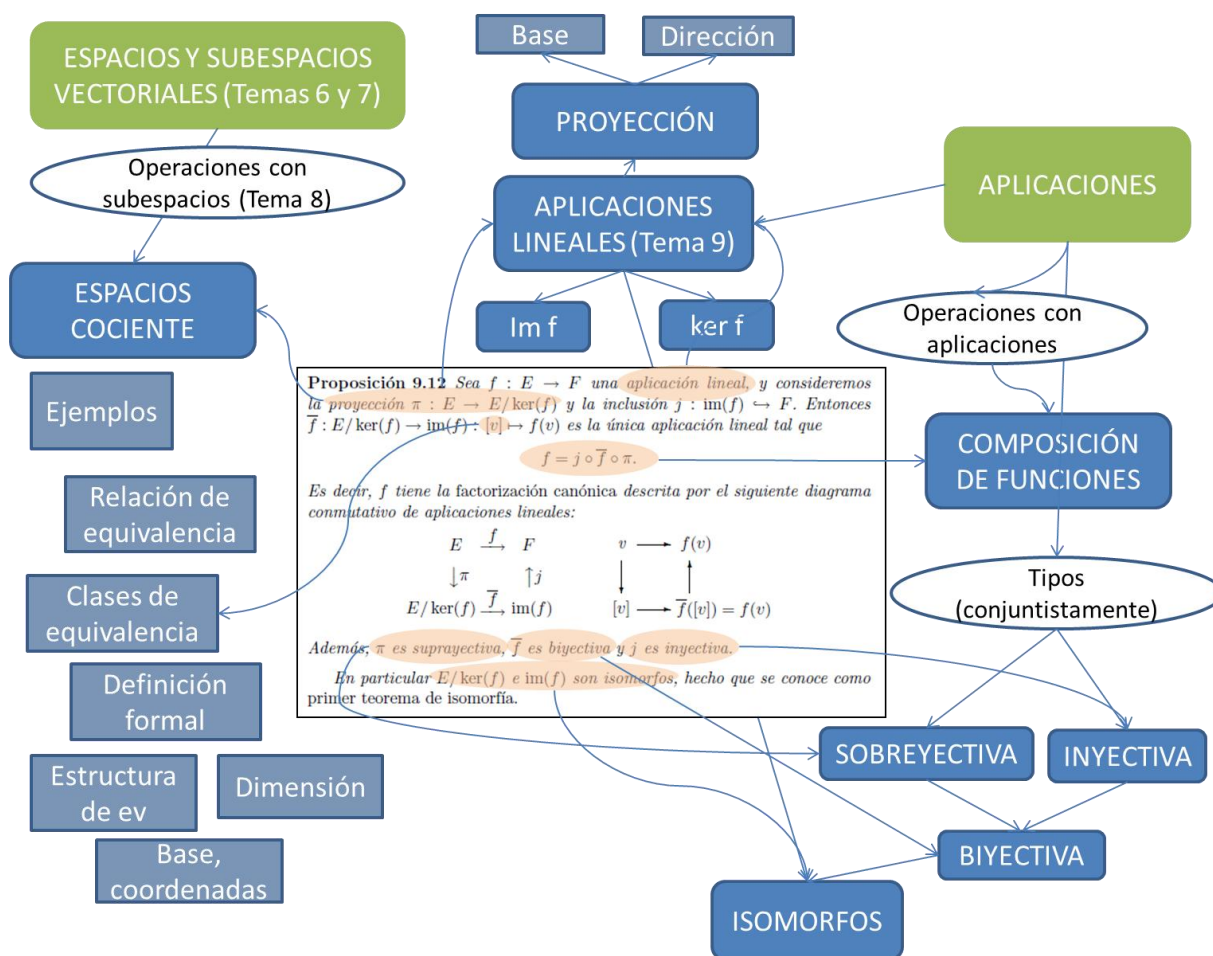 Base
Dirección
ESPACIOS Y SUBESPACIOS
VECTORIALES (Temas 6 y 7)
PROYECCIÓN
Operaciones con
subespacios (Tema 8)
APLICACIONES
APLICACIONES
LINEALES (Tema 9)
ESPACIOS
COCIENTE
Im f
ker f
Operaciones con
aplicaciones
Ejemplos
Relación de
equivalencia
Clases de
equivalencia
Definición
formal
Estructura
de ev
Dimensión
Base,
coordenadas
Proposición 9.12 Sea f : E → F una aplicación lineal, y consideremos
la proyección π : E → E/ker(f) y la inclusión j : im(f) ↪ F. Entonces
f̅ : E/ker(f) → im(f) : [v] ↦ f(v) es la única aplicación lineal tal que
f = j ∘ f̅ ∘ π.
Es decir, f tiene la factorización canónica descrita por el siguiente diagrama
conmutativo de aplicaciones lineales:
E f→ F v → f(v)
↓π ↑j ↓ ↑
E/ker(f) f̅→ im(f) [v] → f̅([v]) = f(v)
Además, π es suprayectiva, f̅ es biyectiva y j es inyectiva.
En particular E/ker(f) e im(f) son isomorfos, hecho que se conoce como
primer teorema de isomorfía.
COMPOSICIÓN
DE FUNCIONES
Tipos
(conjuntistamente)
SOBREYECTIVA
INYECTIVA
BIYECTIVA
ISOMORFOS